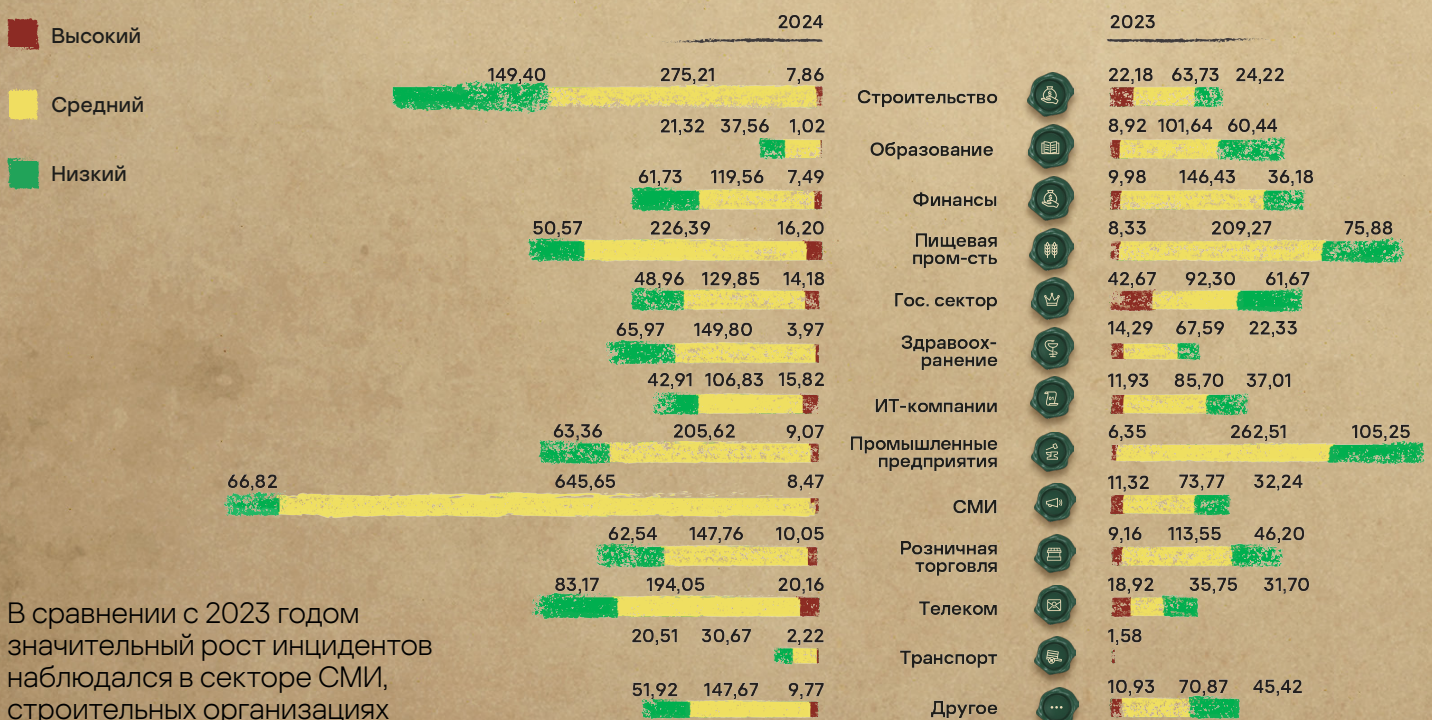 2024
2023
Высокий
Средний
Низкий
149,40 275,21 7,86
Строительство
22,18 63,73 24,22
21,32 37,56 1,02
Образование
8,92 101,64 60,44
61,73 119,56 7,49
Финансы
9,98 146,43 36,18
50,57 226,39 16,20
Пищевая
пром-сть
8,33 209,27 75,88
48,96 129,85 14,18
Гос. сектор
42,67 92,30 61,67
65,97 149,80 3,97
Здравоох-
ранение
14,29 67,59 22,33
42,91 106,83 15,82
ИТ-компании
11,93 85,70 37,01
63,36 205,62 9,07
Промышленные
предприятия
6,35 262,51 105,25
66,82 645,65 8,47
СМИ
11,32 73,77 32,24
62,54 147,76 10,05
Розничная
торговля
9,16 113,55 46,20
83,17 194,05 20,16
Телеком
18,92 35,75 31,70
20,51 30,67 2,22
Транспорт
1,58
51,92 147,67 9,77
Другое
10,93 70,87 45,42
В сравнении с 2023 годом
значительный рост инцидентов
наблюдался в секторе СМИ,
строительных организациях